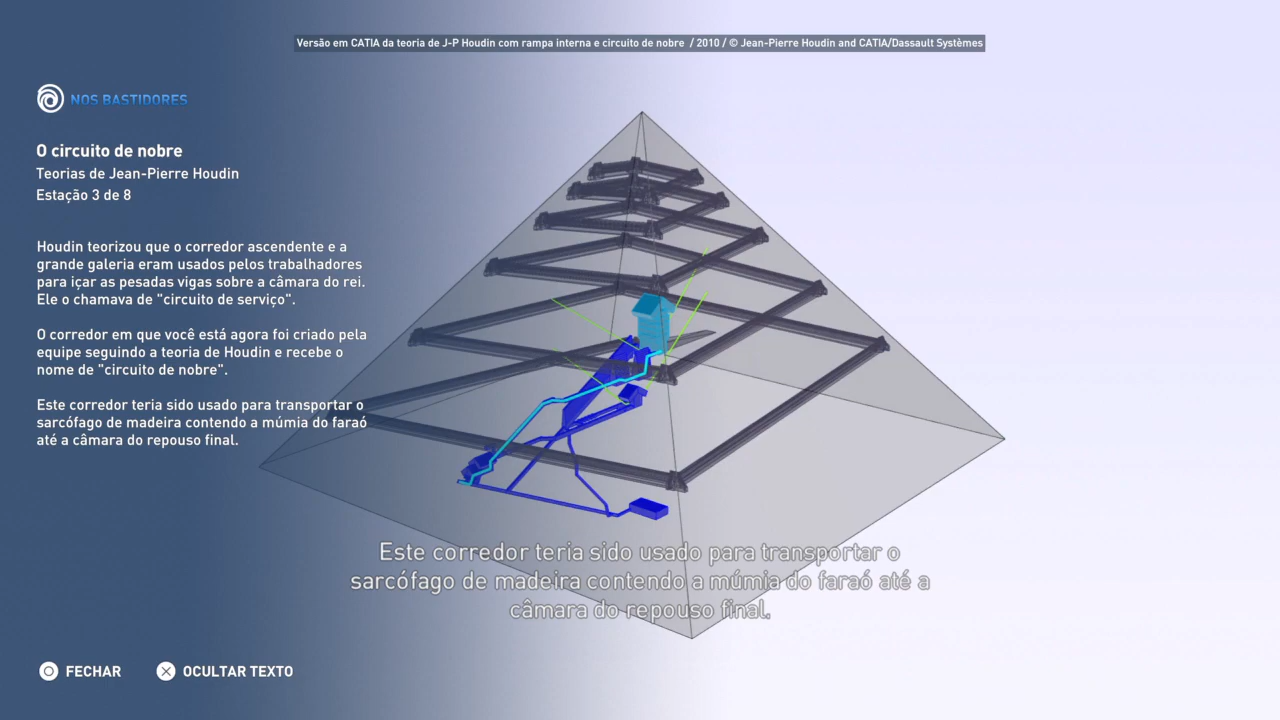 Versão em CATIA da teoria de J-P Houdin com rampa interna e circuito de nobre / 2010 / © Jean-Pierre Houdin and CATIA/Dassault Systèmes
NOS BASTIDORES
O circuito de nobre
Teorias de Jean-Pierre Houdin
Estação 3 de 8
Houdin teorizou que o corredor ascendente e a
grande galeria eram usados pelos trabalhadores
para içar as pesadas vigas sobre a câmara do rei.
Ele o chamava de "circuito de serviço".
O corredor em que você está agora foi criado pela
equipe seguindo a teoria de Houdin e recebe o
nome de "circuito de nobre".
Este corredor teria sido usado para transportar o
sarcófago de madeira contendo a múmia do faraó
até a câmara do repouso final.
Este corredor teria sido usado para transportar o
sarcófago de madeira contendo a múmia do faraó até a
câmara do repouso final.
FECHAR
OCULTAR TEXTO